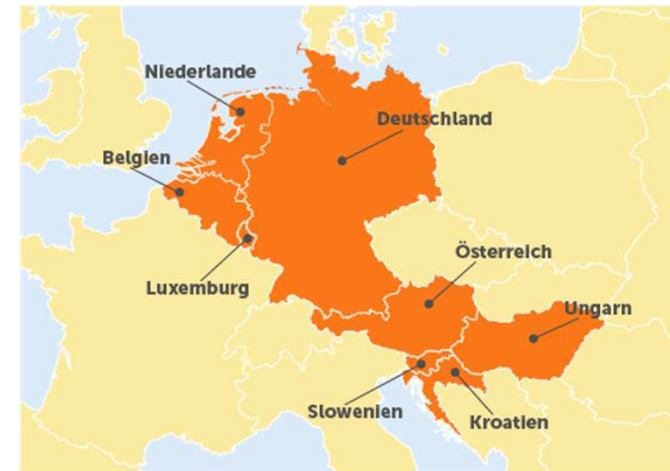 Niederlande
Deutschland
Belgien
Österreich
Luxemburg
Ungarn
Slowenien
Kroatien